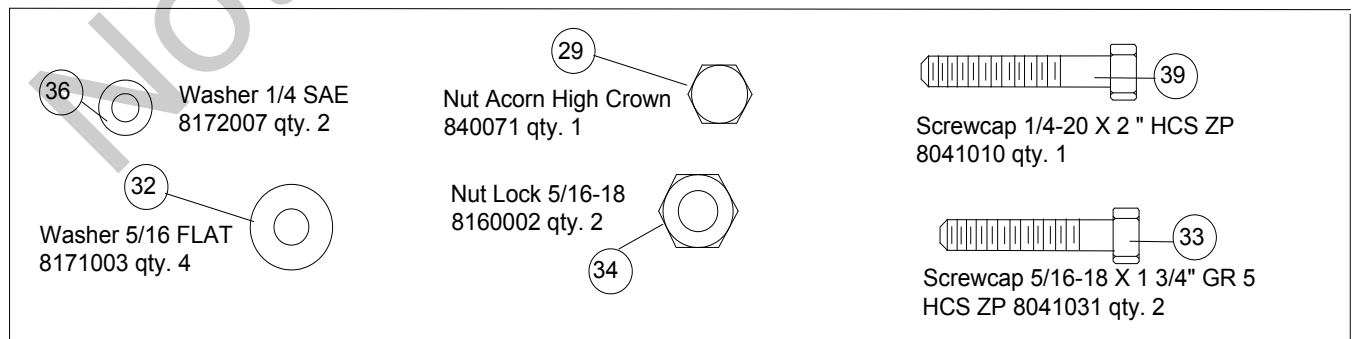 Not
36
Washer 1/4 SAE
8172007 qty. 2
32
Washer 5/16 FLAT
8171003 qty. 4
29
Nut Acorn High Crown
840071 qty. 1
Nut Lock 5/16-18
8160002 qty. 2
34
39
Screwcap 1/4-20 X 2 " HCS ZP
8041010 qty. 1
33
Screwcap 5/16-18 X 1 3/4" GR 5
HCS ZP 8041031 qty. 2